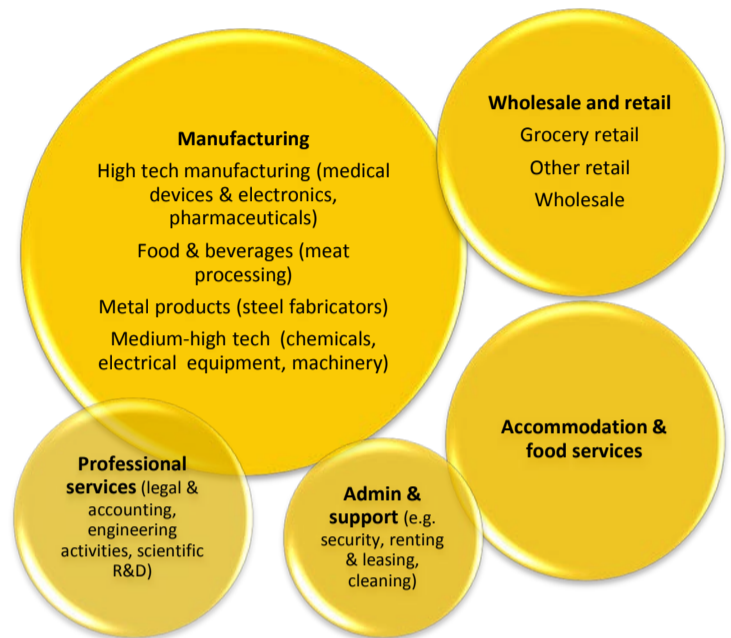 Manufacturing
High tech manufacturing (medical
devices & electronics,
pharmaceuticals)
Food & beverages (meat
processing)
Metal products (steel fabricators)
Medium-high tech  (chemicals,
electrical  equipment, machinery)
Wholesale and retail
Grocery retail
Other retail
Wholesale
Accommodation &
food services
Professional
services (legal &
accounting,
engineering
activities, scientific
R&D)
Admin &
support (e.g.
security, renting
& leasing,
cleaning)